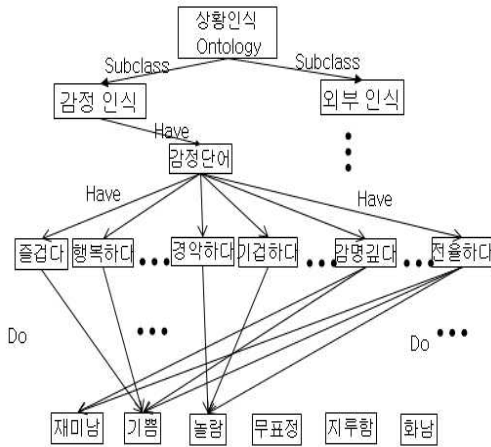 상황인식
Ontology
Subclass
Subclass
감정 인식
외부 인식
Have
감정단어
Have
Have
즐겁다
행복하다
경악하다
기겁하다
감명깊다
전율하다
Do
Do
재미남
기쁨
놀람
무표정
지루함
화남